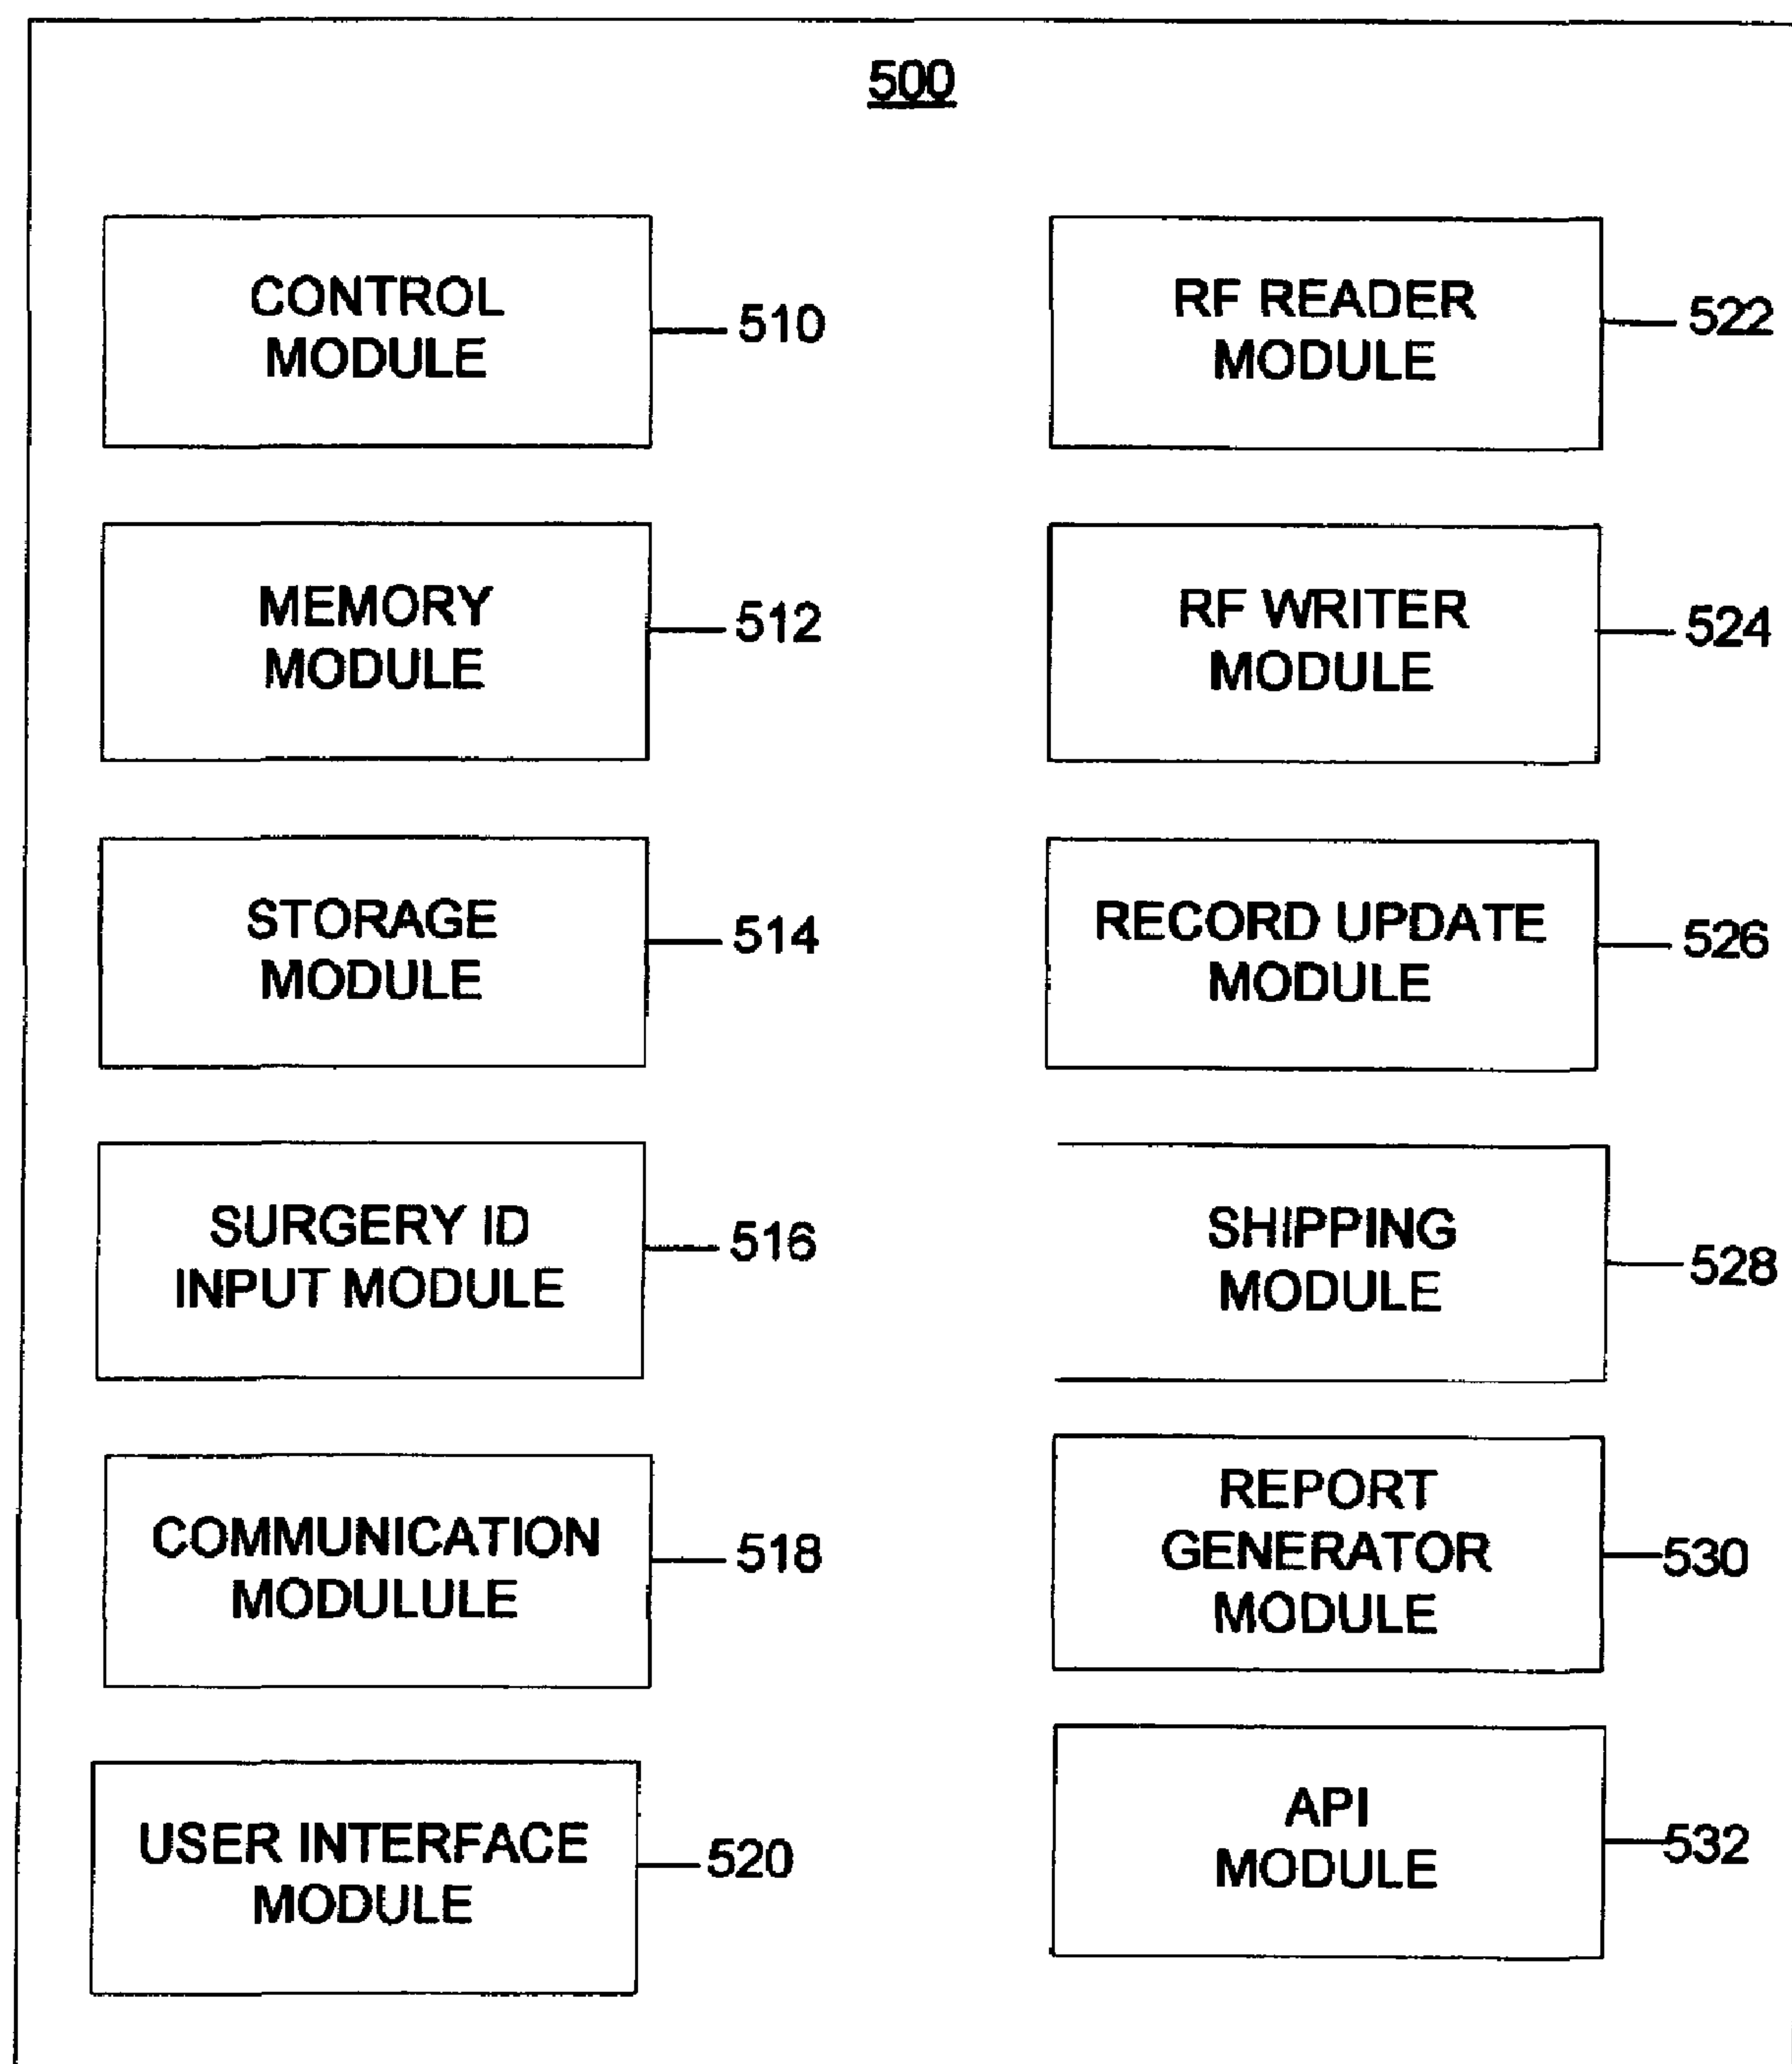 500
CONTROL
MODULE
510
MEMORY
MODULE
512
STORAGE
MODULE
514
SURGERY ID
INPUT MODULE
516
COMMUNICATION
MODULULE
518
USER INTERFACE
MODULE
520
RF READER
MODULE
522
RF WRITER
MODULE
524
RECORD UPDATE
MODULE
526
SHIPPING
MODULE
528
REPORT
GENERATOR
MODULE
530
API
MODULE
532